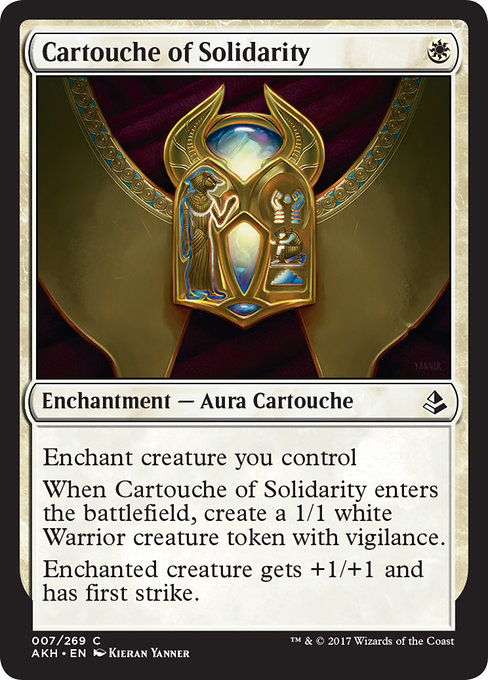 Cartouche of Solidarity
YANNER
Enchantment — Aura Cartouche
Enchant creature you control
When Cartouche of Solidarity enters
the battlefield, create a 1/1 white
Warrior creature token with vigilance.
Enchanted creature gets +1/+1 and
has first strike.
007/269 C
™ & © 2017 Wizards of the Coast
AKH • EN Kieran Yanner